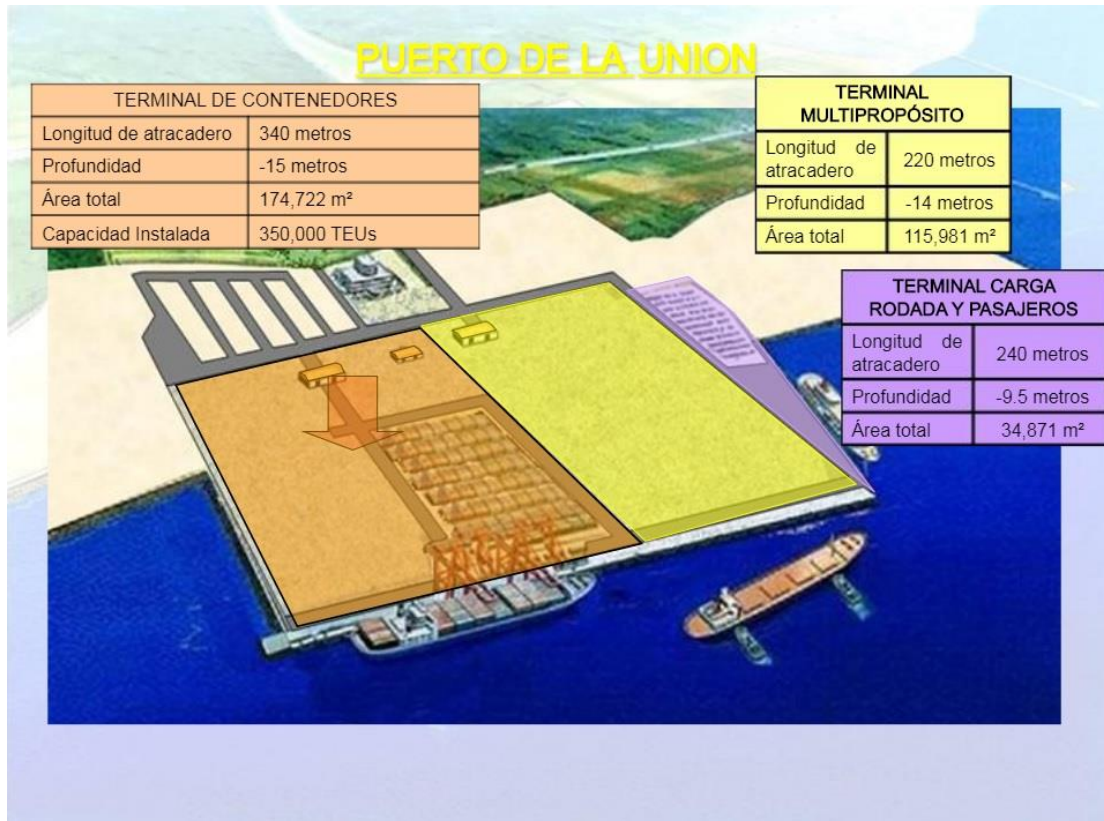 PUERTO DE LA UNION
TERMINAL DE CONTENEDORES
Longitud de atracadero 340 metros
Profundidad -15 metros
Área total 174,722 m²
Capacidad Instalada 350,000 TEUs
TERMINAL
MULTIPROPÓSITO
Longitud de
atracadero
220 metros
Profundidad -14 metros
Área total 115,981 m²
TERMINAL CARGA
RODADA Y PASAJEROS
Longitud de
atracadero
240 metros
Profundidad -9.5 metros
Área total 34,871 m²